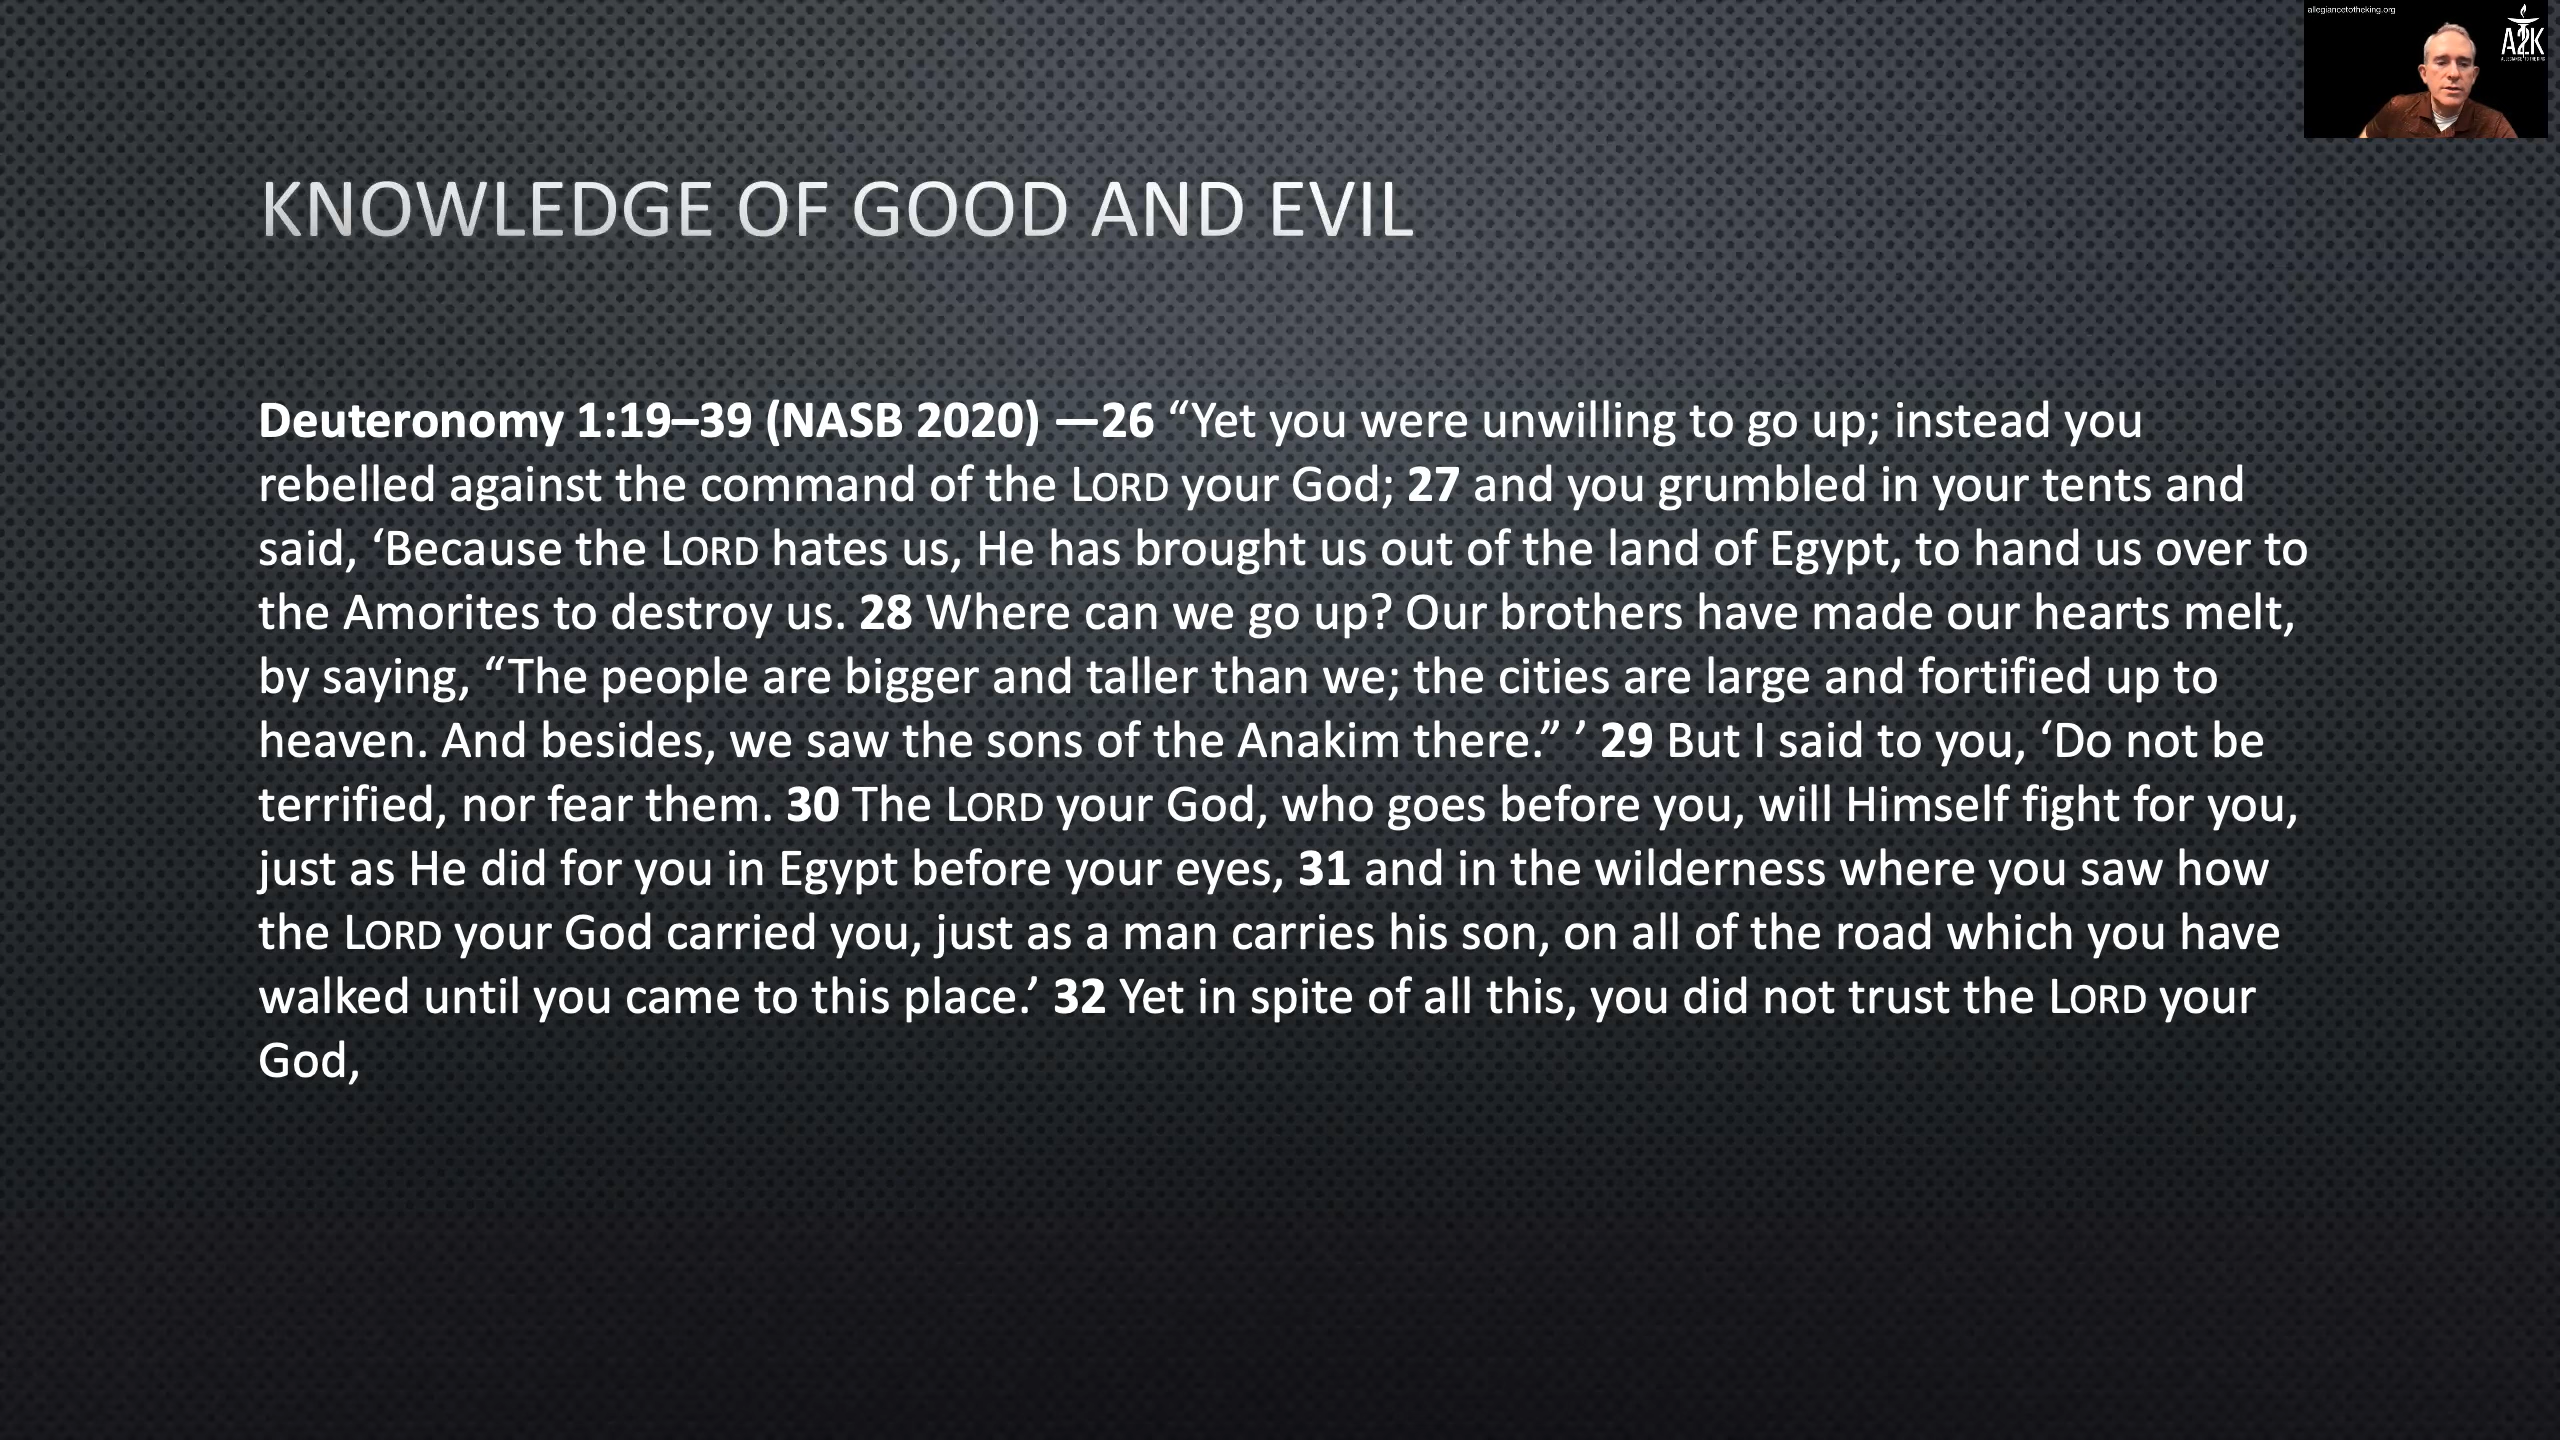 allegiancetotheking.org
A2K
KNOWLEDGE OF GOOD AND EVIL
Deuteronomy 1:19–39 (NASB 2020) —26 “Yet you were unwilling to go up; instead you
rebelled against the command of the LORD your God; 27 and you grumbled in your tents and
said, ‘Because the LORD hates us, He has brought us out of the land of Egypt, to hand us over to
the Amorites to destroy us. 28 Where can we go up? Our brothers have made our hearts melt,
by saying, “The people are bigger and taller than we; the cities are large and fortified up to
heaven. And besides, we saw the sons of the Anakim there.” ’ 29 But I said to you, ‘Do not be
terrified, nor fear them. 30 The LORD your God, who goes before you, will Himself fight for you,
just as He did for you in Egypt before your eyes, 31 and in the wilderness where you saw how
the LORD your God carried you, just as a man carries his son, on all of the road which you have
walked until you came to this place.’ 32 Yet in spite of all this, you did not trust the LORD your
God,